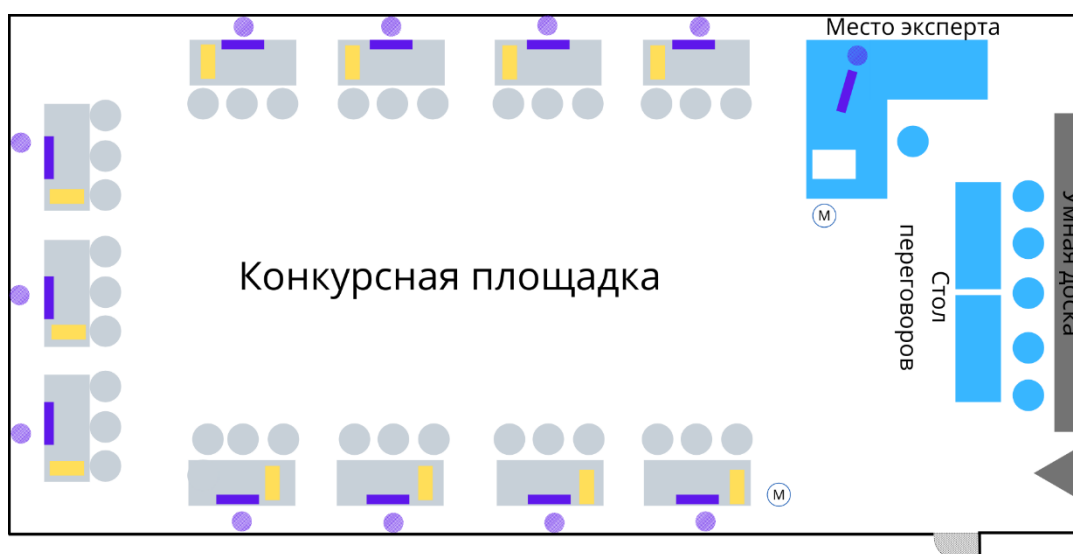 Место эксперта
М
Конкурсная площадка
Стол
переговоров
Умная доска
М